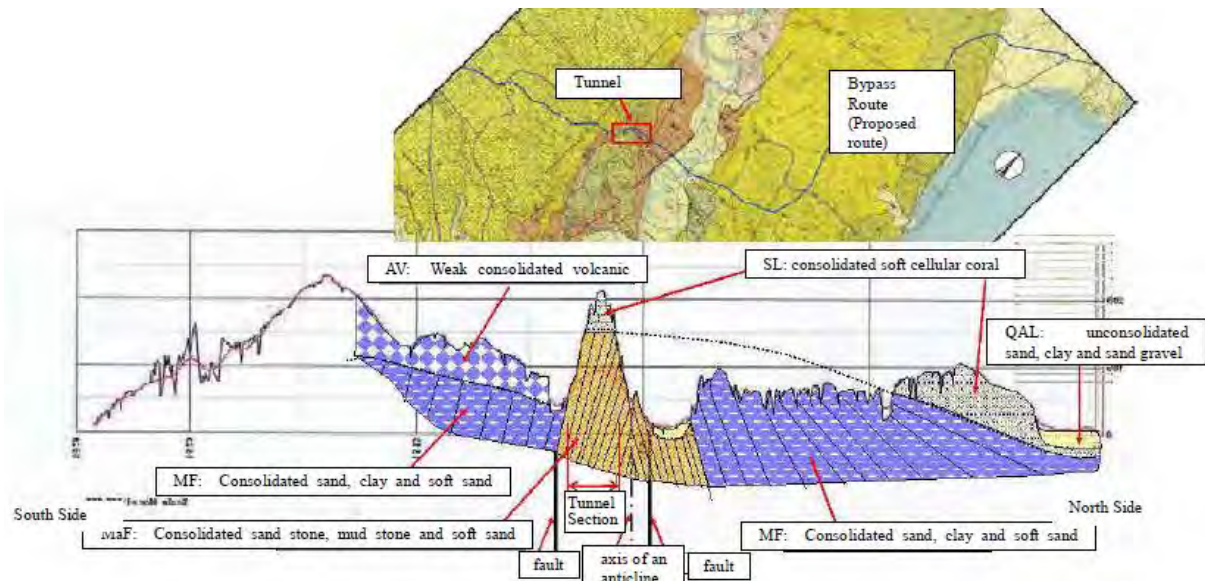 Tunnel
Bypass
Route
(Proposed
route)
AV: Weak consolidated volcanic
SL: consolidated soft cellular coral
QAL: unconsolidated
sand, clay and sand gravel
0
MF: Consolidated sand, clay and soft sand
Tunnel
Section
South Side
North Side
MaF: Consolidated sand stone, mud stone and soft sand
MF: Consolidated sand, clay and soft sand
fault
axis of an
anticline
fault